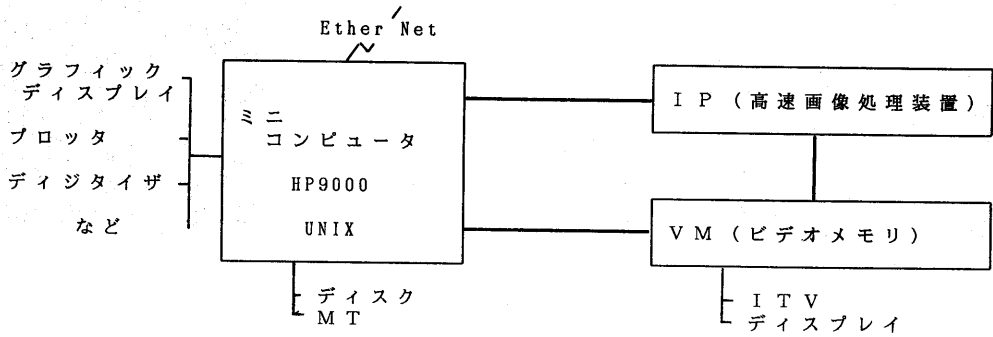 Ether Net
グラフィック
ディスプレイ
プロッタ
ディジタイザ
など
ミニ
コンピュータ
HP9000
UNIX
ディスク
MT
IP(高速画像処理装置)
VM(ビデオメモリ)
ITV
ディスプレイ